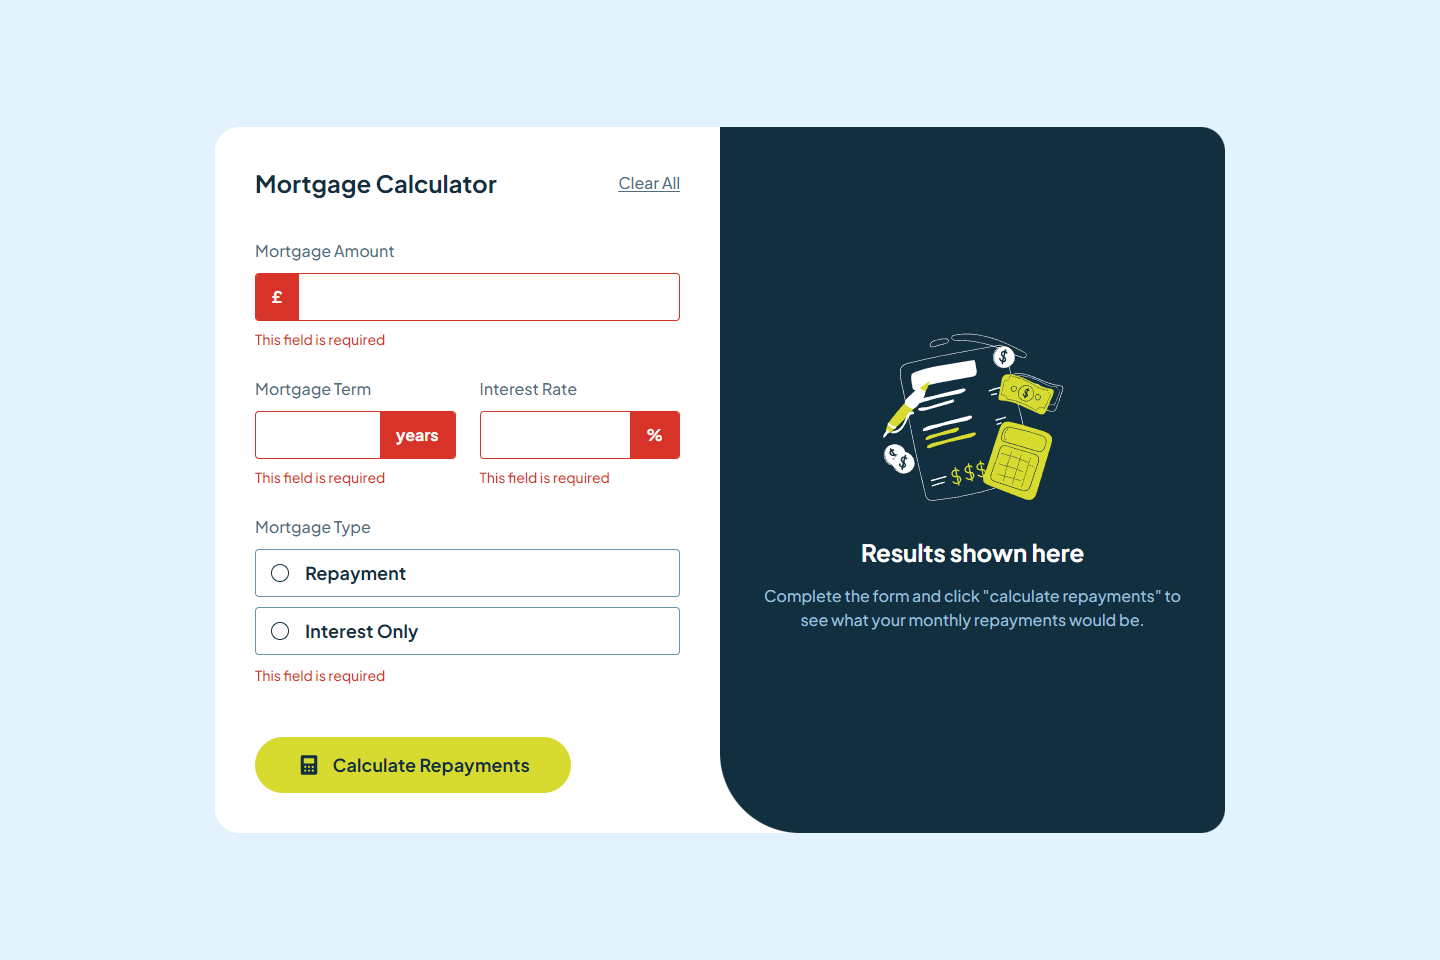 Mortgage Calculator
Clear All
Mortgage Amount
£
This field is required
Mortgage Term
Interest Rate
years
%
This field is required
This field is required
Mortgage Type
Repayment
Interest Only
This field is required
Calculate Repayments
$
$
$
$$$
Results shown here
Complete the form and click "calculate repayments" to
see what your monthly repayments would be.